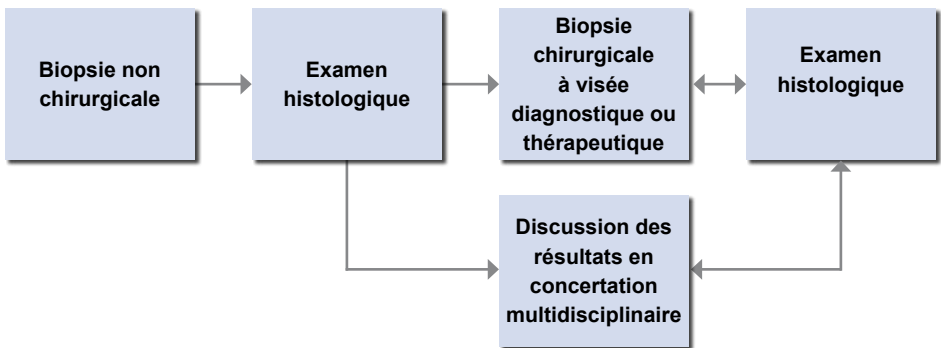 Biopsie non
chirurgicale
Examen
histologique
Biopsie
chirurgicale
à visée
diagnostique ou
thérapeutique
Examen
histologique
Discussion des
résultats en
concertation
multidisciplinaire